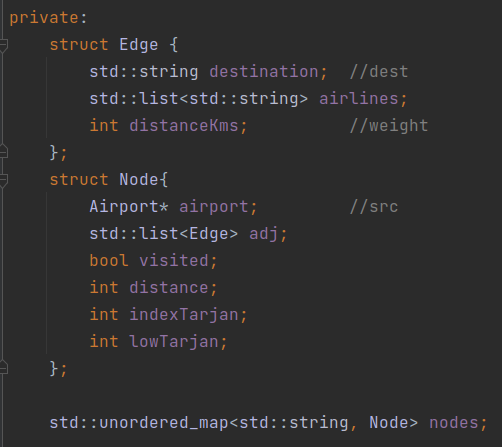 private:
    struct Edge {
        std::string destination;  //dest
        std::list<std::string> airlines;
        int distanceKms;          //weight
    };
    struct Node{
        Airport* airport;         //src
        std::list<Edge> adj;
        bool visited;
        int distance;
        int indexTarjan;
        int lowTarjan;
    };
    std::unordered_map<std::string, Node> nodes;